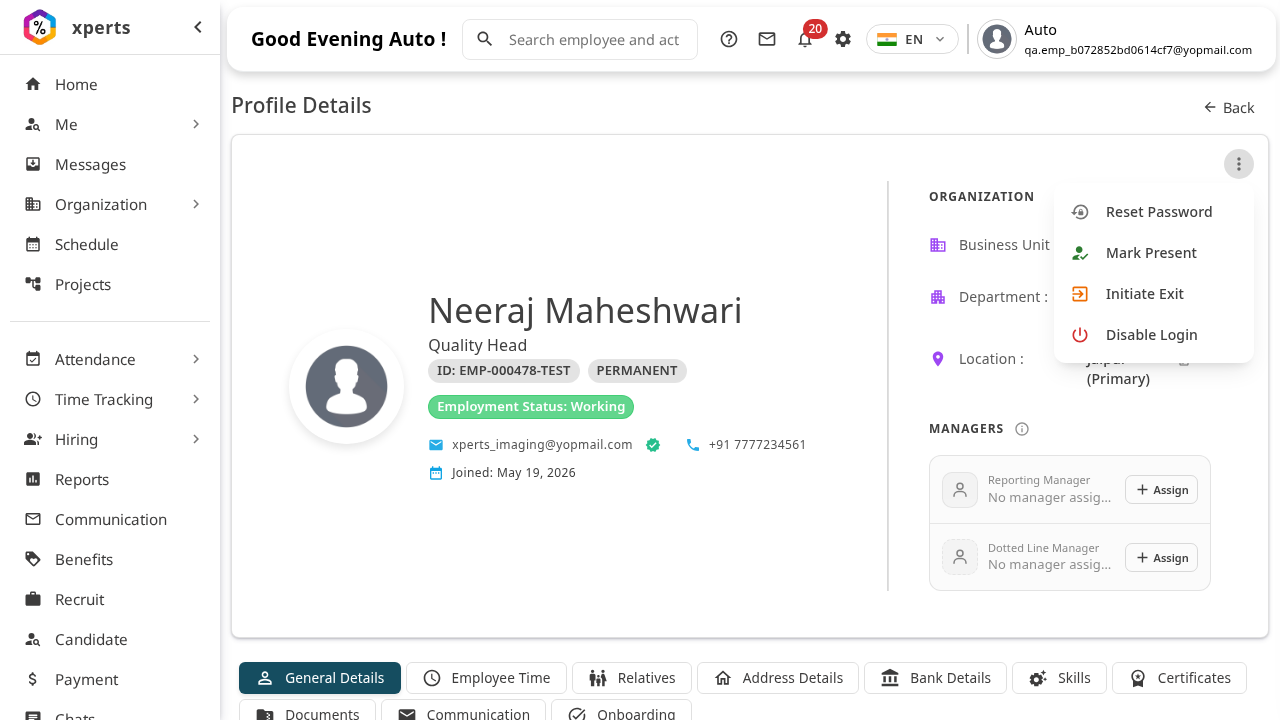 xperts
Home
Me
Messages
Organization
Schedule
Projects
Attendance
Time Tracking
Hiring
Reports
Communication
Benefits
Recruit
Candidate
Payment
Chats
Good Evening Auto !
Search employee and act
20
EN
Auto
qa.emp_b072852bd0614cf7@yopmail.com
Profile Details
Back
Neeraj Maheshwari
Quality Head
ID: EMP-000478-TEST
PERMANENT
Employment Status: Working
xperts_imaging@yopmail.com
+91 7777234561
Joined: May 19, 2026
ORGANIZATION
Business Unit
Department :
Location :
Jaipur
(Primary)
Reset Password
Mark Present
Initiate Exit
Disable Login
MANAGERS
Reporting Manager
No manager assig...
Assign
Dotted Line Manager
No manager assig...
Assign
General Details
Employee Time
Relatives
Address Details
Bank Details
Skills
Certificates
Documents
Communication
Onboarding